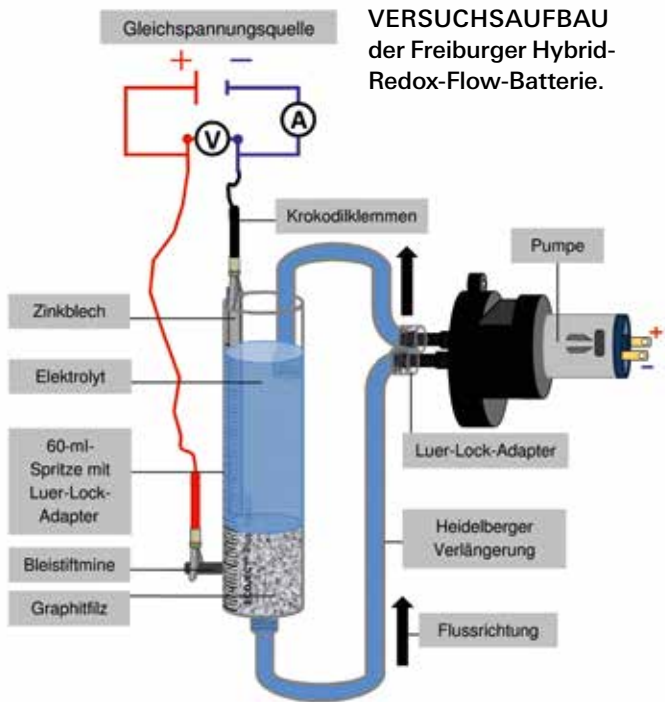 VERSUCHSAUFBAU
der Freiburger Hybrid-
Redox-Flow-Batterie.
Gleichspannungsquelle
+
−
V
A
Krokodilklemmen
Pumpe
Zinkblech
+
−
Elektrolyt
Luer-Lock-Adapter
60-ml-
Spritze mit
Luer-Lock-
Adapter
Heidelberger
Verlängerung
Bleistiftmine
Graphitfilz
Flussrichtung